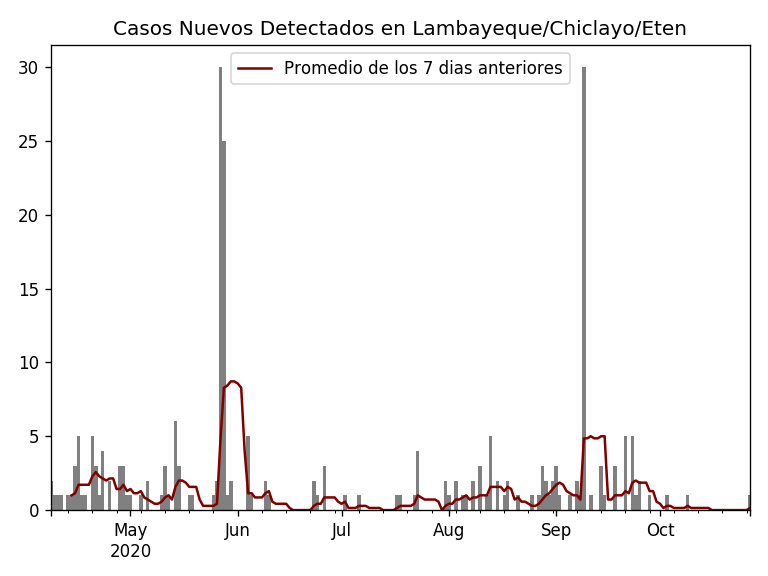 Casos Nuevos Detectados en Lambayeque/Chiclayo/Eten
Promedio de los 7 dias anteriores
30
25
20
15
10
5
0
May Jun Jul Aug Sep Oct
2020